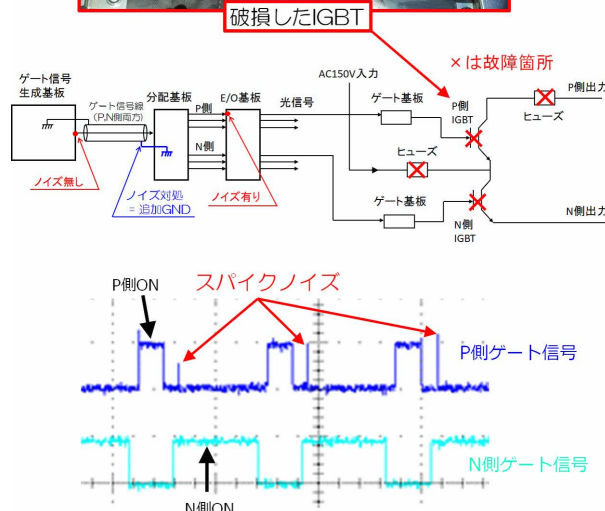 破損したIGBT
×は故障箇所
ゲート信号
生成基板
ゲート信号線
(P,N側両方)
分配基板
E/O基板
P側
N側
光信号
AC150V入力
ゲート基板
P側
IGBT
P側出力
ヒューズ
ヒューズ
ノイズ無し
ノイズ対処
= 追加GND
ノイズ有り
ゲート基板
N側
IGBT
N側出力
P側ON
スパイクノイズ
P側ゲート信号
N側ゲート信号
N側ON